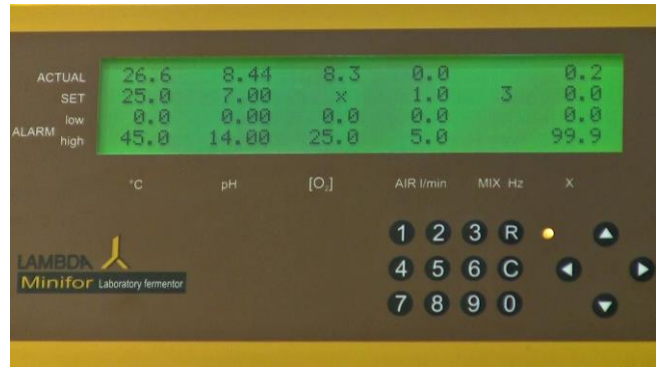 ACTUAL 26.6 8.44 8.3 0.0 0.2
SET 25.0 7.00 x 1.0 3 0.0
low 0.0 0.00 0.0 0.0 0.0
ALARM high 45.0 14.00 25.0 5.0 99.9
°C pH [O₂] AIR l/min MIX Hz X
1 2 3 R
4 5 6 C
7 8 9 0
LAMBDA
Minifor Laboratory fermentor